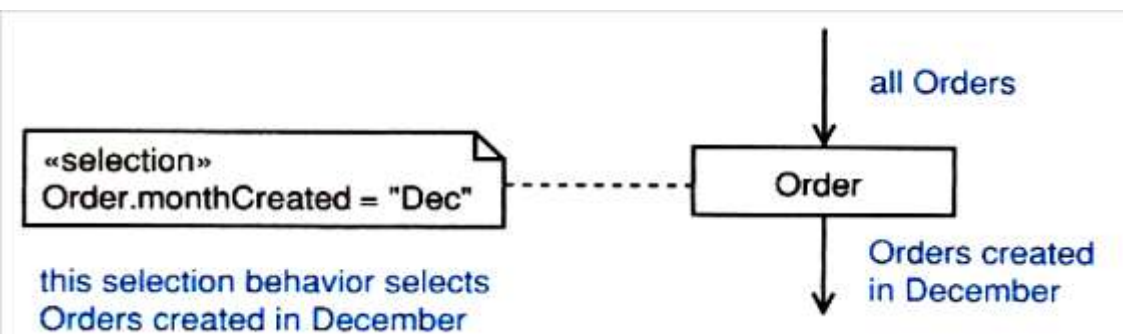 all Orders
«selection»
Order.monthCreated = "Dec"
Order
this selection behavior selects
Orders created in December
Orders created
in December